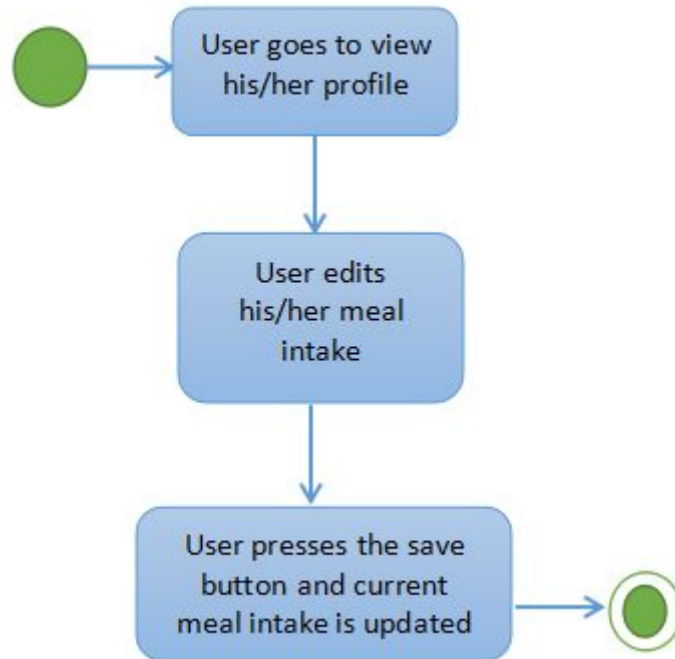 User goes to view
his/her profile
User edits
his/her meal
intake
User presses the save
button and current
meal intake is updated